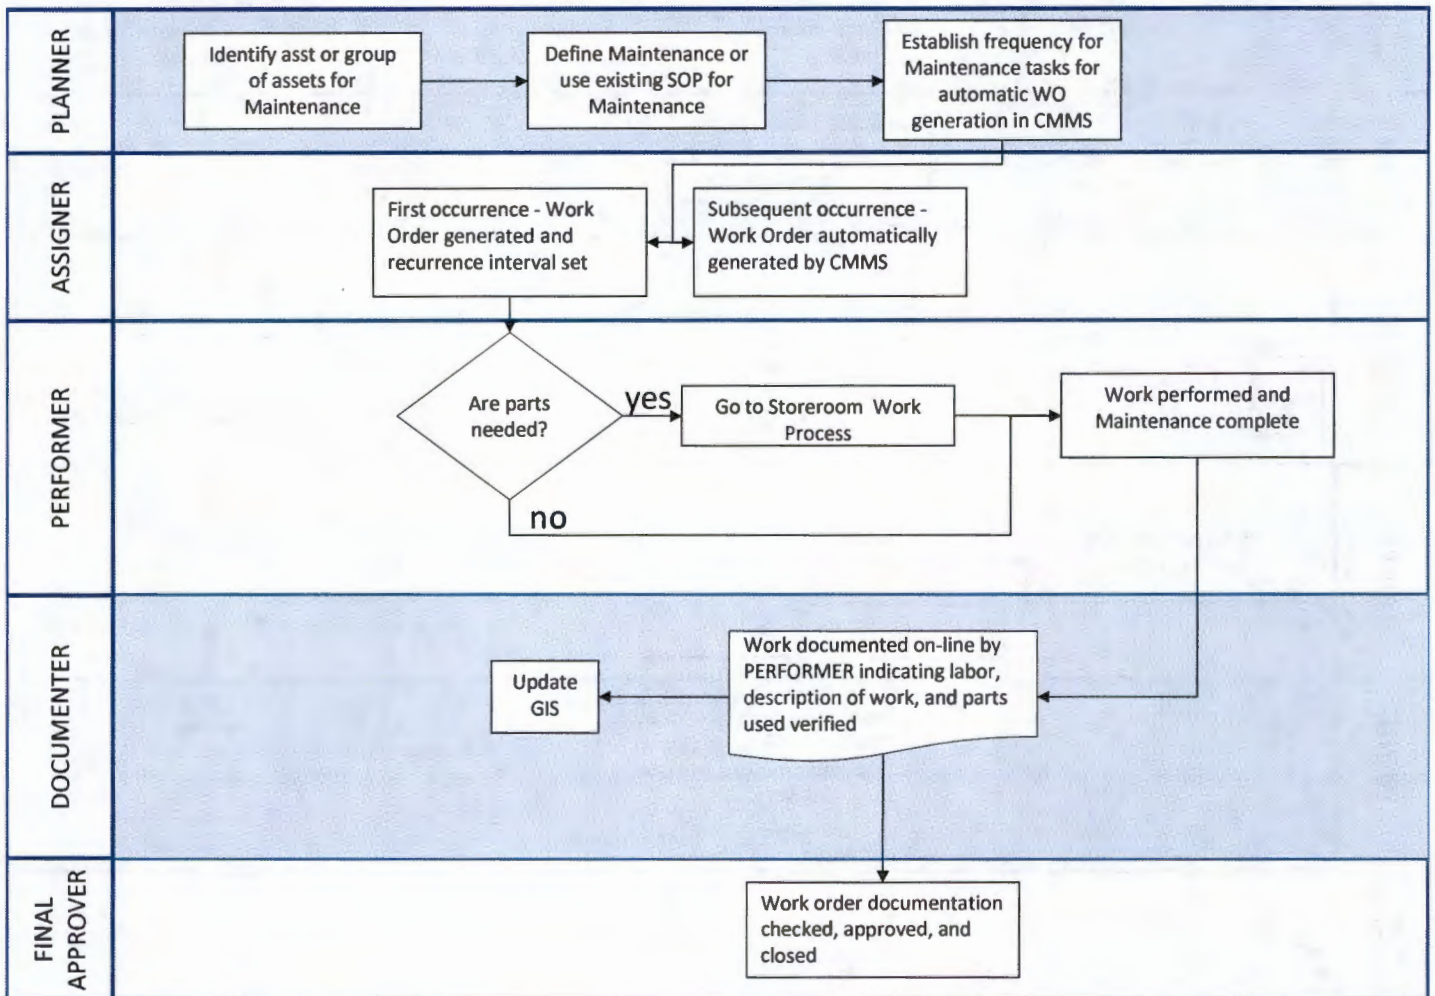 PLANNER
Identify asst or group
of assets for
Maintenance
Define Maintenance or
use existing SOP for
Maintenance
Establish frequency for
Maintenance tasks for
automatic WO
generation in CMMS
ASSIGNER
First occurrence - Work
Order generated and
recurrence interval set
Subsequent occurrence -
Work Order automatically
generated by CMMS
PERFORMER
Are parts
needed?
yes
no
Go to Storeroom Work
Process
Work performed and
Maintenance complete
DOCUMENTER
Update
GIS
Work documented on-line by
PERFORMER indicating labor,
description of work, and parts
used verified
FINAL
APPROVER
Work order documentation
checked, approved, and
closed